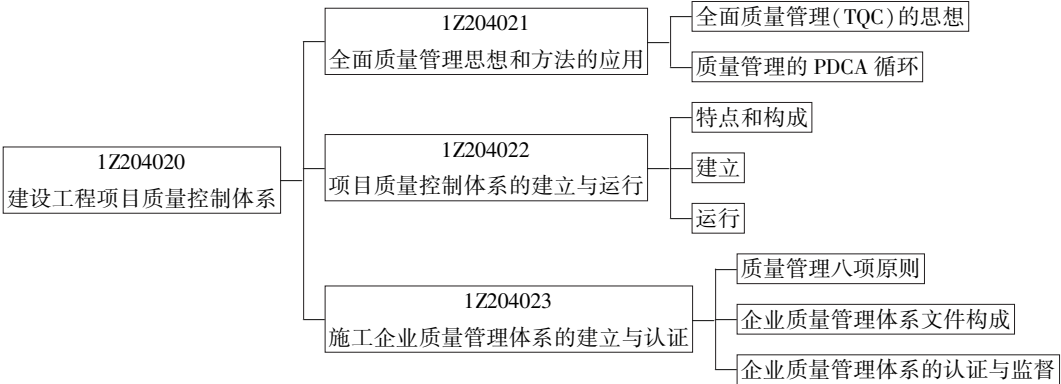 1Z204020
建设工程项目质量控制体系
1Z204021
全面质量管理思想和方法的应用
全面质量管理(TQC)的思想
质量管理的 PDCA 循环
1Z204022
项目质量控制体系的建立与运行
特点和构成
建立
运行
1Z204023
施工企业质量管理体系的建立与认证
质量管理八项原则
企业质量管理体系文件构成
企业质量管理体系的认证与监督